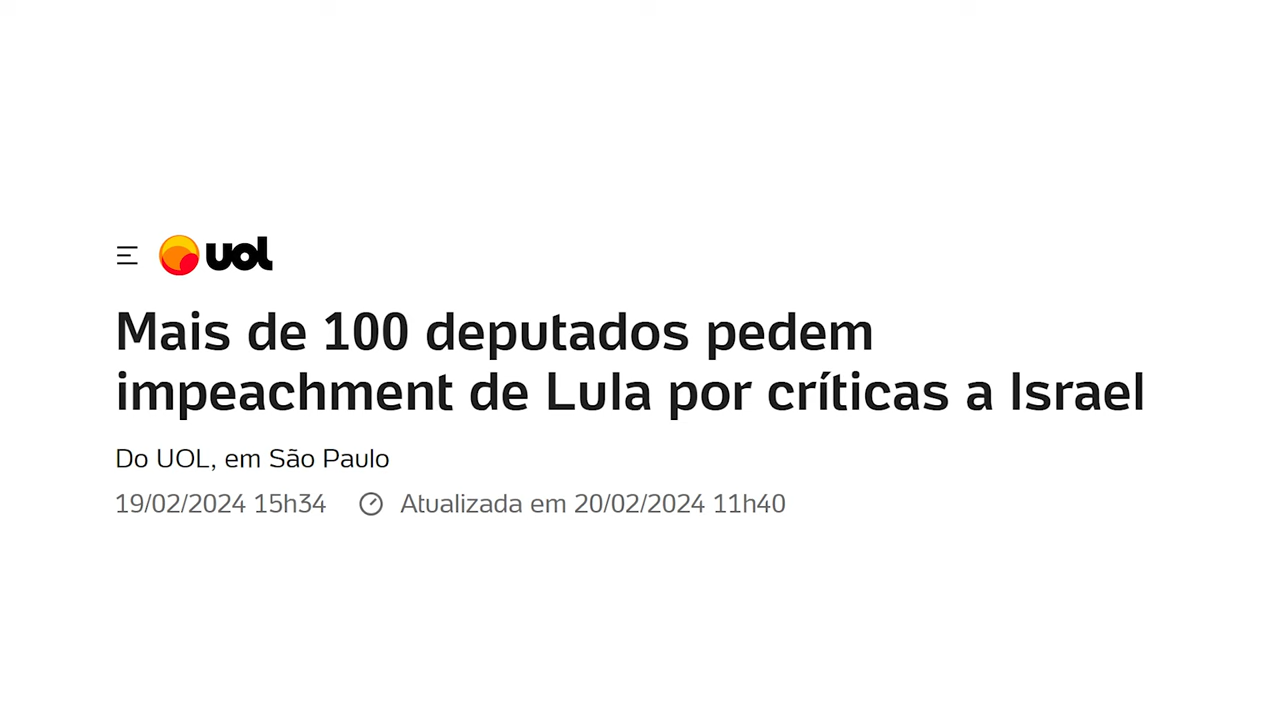 uol
Mais de 100 deputados pedem
impeachment de Lula por críticas a Israel
Do UOL, em São Paulo
19/02/2024 15h34 Atualizada em 20/02/2024 11h40